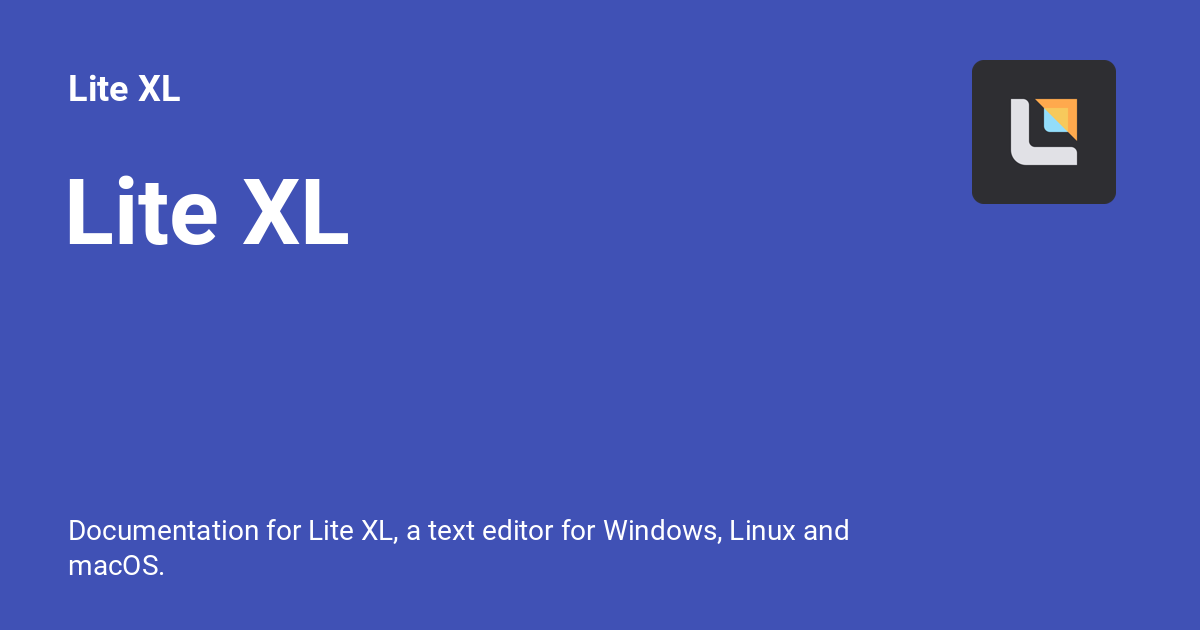 Lite XL
Lite XL
Documentation for Lite XL, a text editor for Windows, Linux and
macOS.